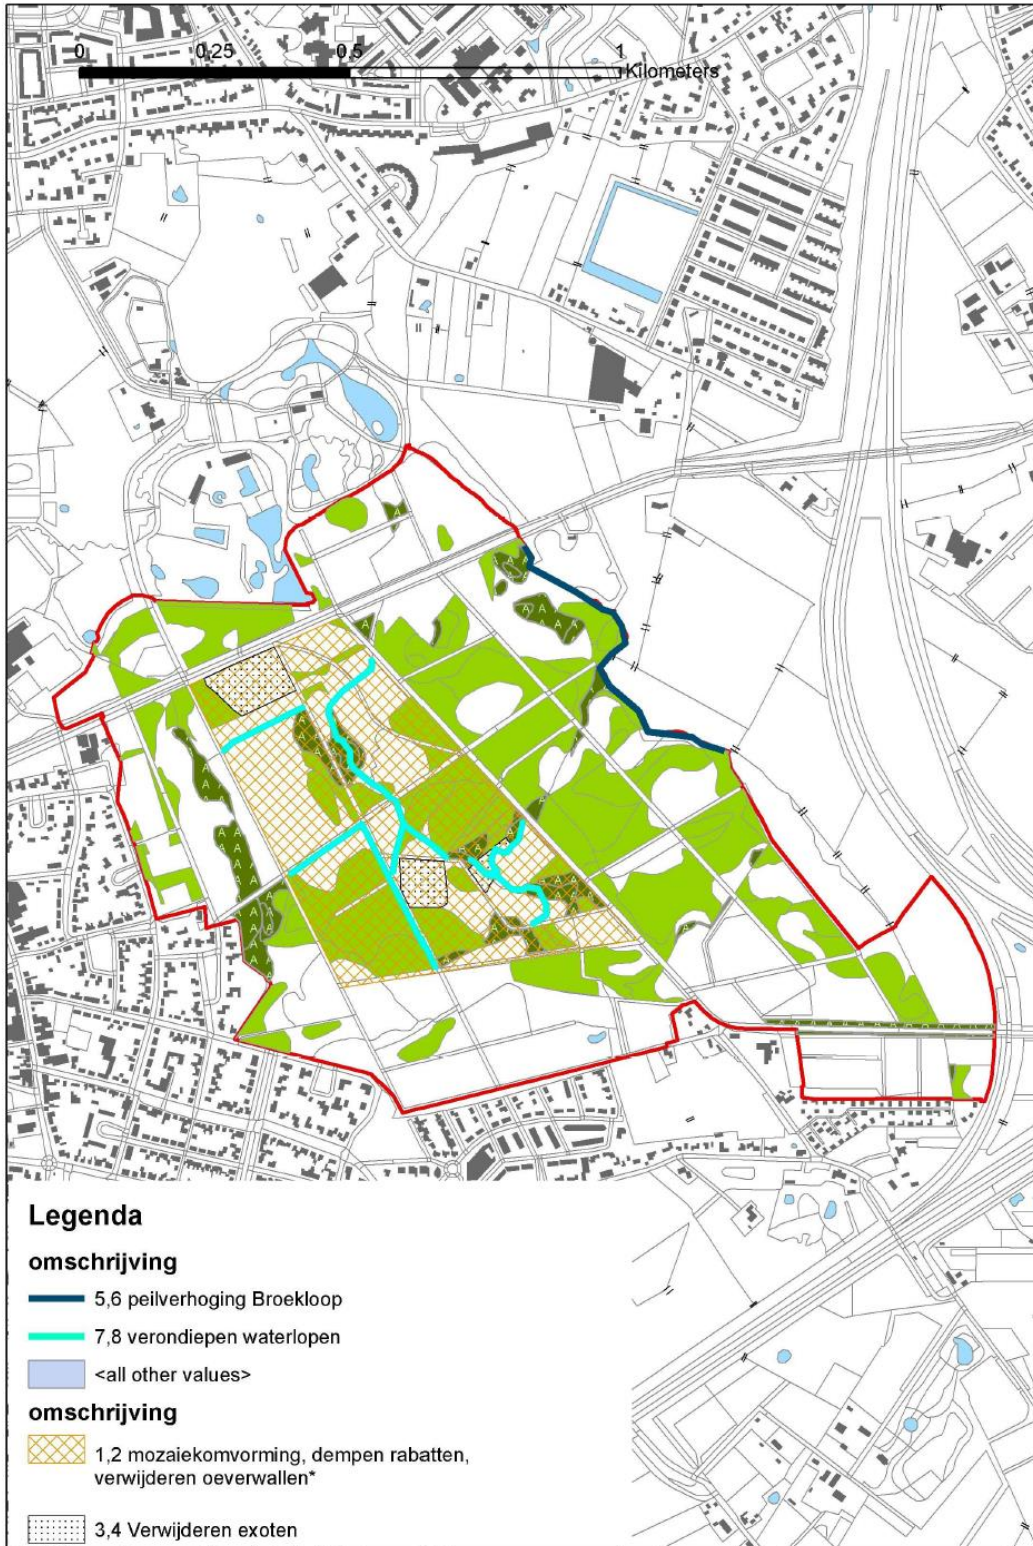 0 0,25 0,5 1
Kilometers
Legenda
omschrijving
5,6 peilverhoging Broekloop
7,8 verondiepen waterlopen
<all other values>
omschrijving
1,2 mozaiekomvorming, dempen rabatten,
verwijderen oeverwallen*
3,4 Verwijderen exoten